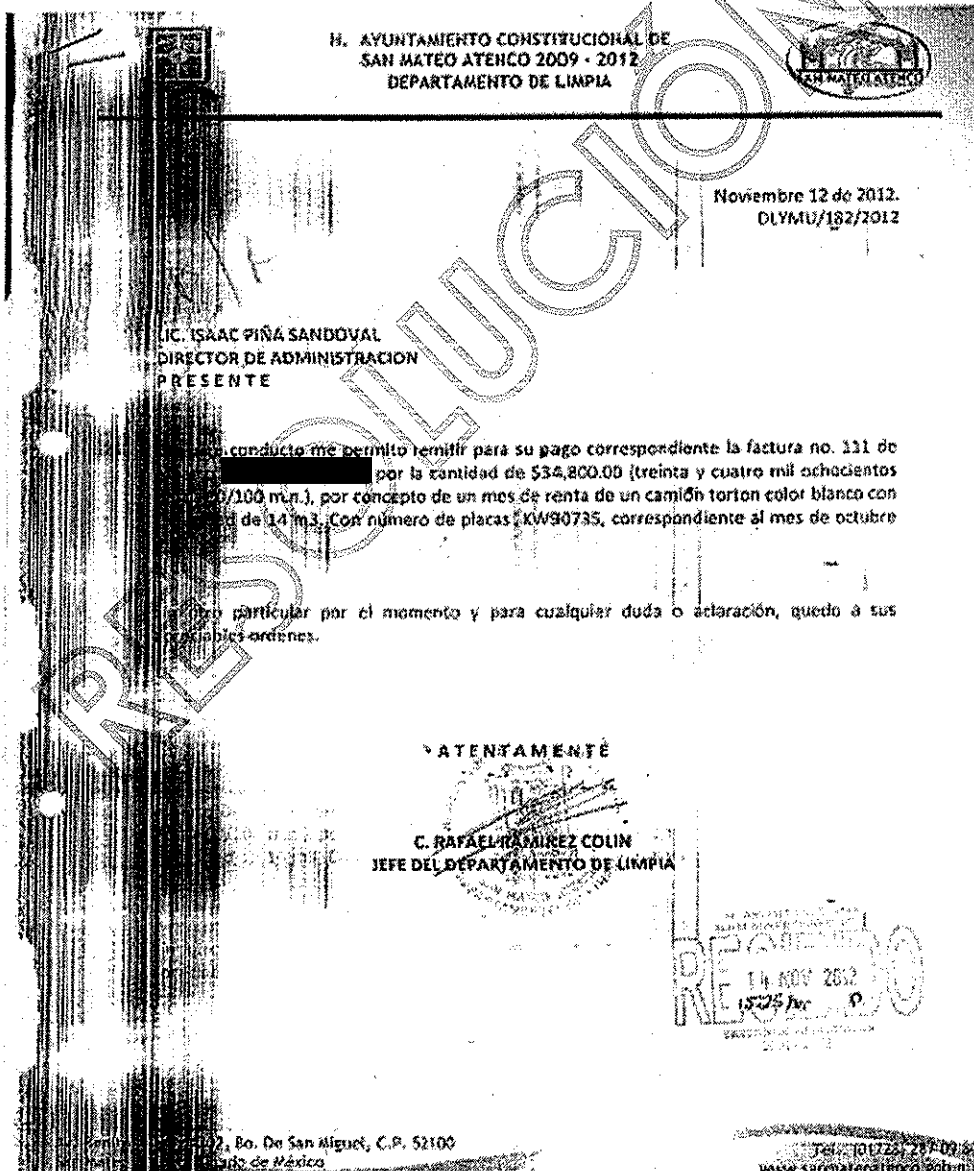 H. AYUNTAMIENTO CONSTITUCIONAL DE
SAN MATEO ATENCO 2009 - 2012
DEPARTAMENTO DE LIMPIA
SAN MATEO ATENCO
Noviembre 12 de 2012.
DLYMU/182/2012
LIC. ISAAC PIÑA SANDOVAL
DIRECTOR DE ADMINISTRACION
P R E S E N T E
conducto me permito remitir para su pago correspondiente la factura no. 111 de
por la cantidad de $34,800.00 (treinta y cuatro mil ochocientos
/100 m.n.), por concepto de un mes de renta de un camión torton color blanco con
de 14 m3. Con número de placas KW90735, correspondiente al mes de octubre
particular por el momento y para cualquier duda o aclaración, quedo a sus
ordenes.
A T E N T A M E N T E
C. RAFAEL RAMIREZ COLIN
JEFE DEL DEPARTAMENTO DE LIMPIA
RECIBIDO
14 NOV 2012
Bo. De San Miguel, C.P. 52100
de México
RESOLUCIÓN